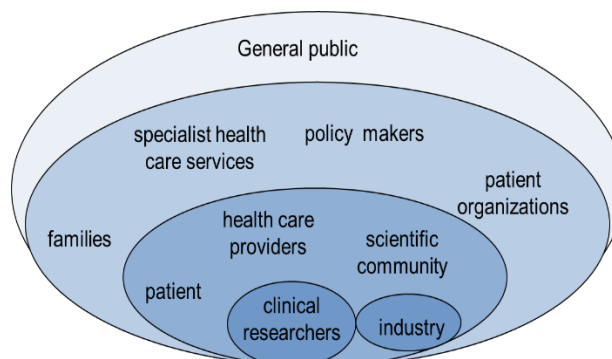 General public
specialist health
care services
policy makers
patient
organizations
families
health care
providers
scientific
community
patient
clinical
researchers
industry